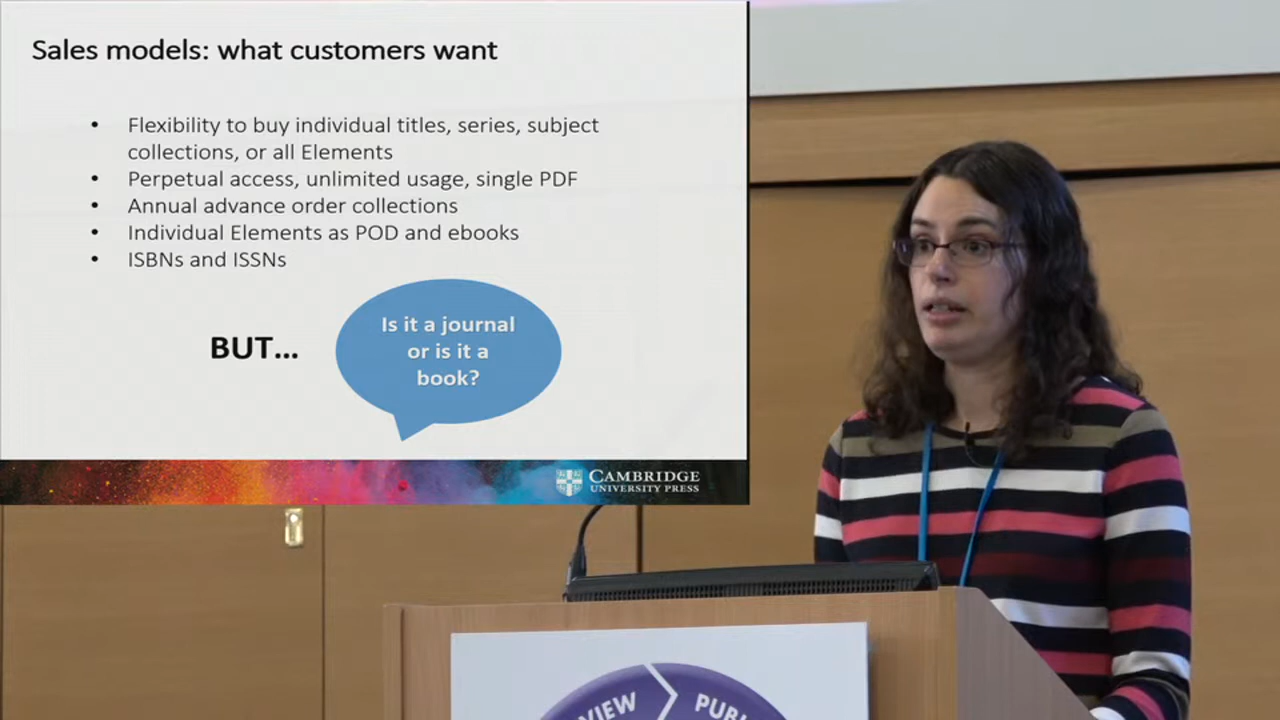 Sales models: what customers want
• Flexibility to buy individual titles, series, subject
collections, or all Elements
• Perpetual access, unlimited usage, single PDF
• Annual advance order collections
• Individual Elements as POD and ebooks
• ISBNs and ISSNs
BUT...
Is it a journal
or is it a
book?
CAMBRIDGE
UNIVERSITY PRESS